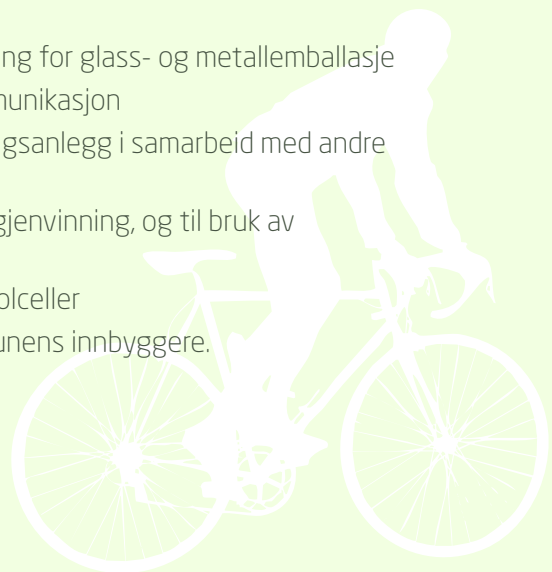 ng for glass- og metallemballasje
nunikasjon
gsanlegg i samarbeid med andre
gjenvinning, og til bruk av
olceller
unens innbyggere.